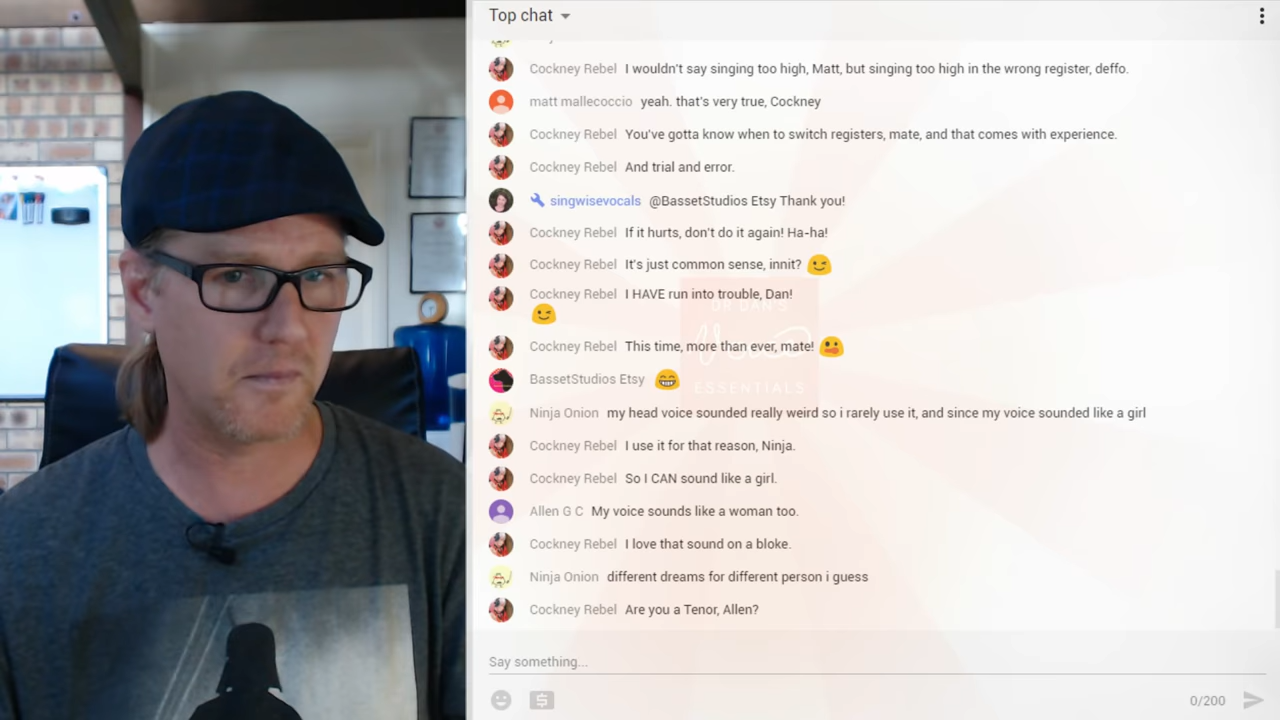 Top chat
Cockney Rebel I wouldn't say singing too high, Matt, but singing too high in the wrong register, deffo.
matt mallecoccio yeah. that's very true, Cockney
Cockney Rebel You've gotta know when to switch registers, mate, and that comes with experience.
Cockney Rebel And trial and error.
singwisevocals @BassetStudios Etsy Thank you!
Cockney Rebel If it hurts, don't do it again! Ha-ha!
Cockney Rebel It's just common sense, innit? 😉
Cockney Rebel I HAVE run into trouble, Dan!
😉
Cockney Rebel This time, more than ever, mate! 😛
BassetStudios Etsy 😁
ESSENTIALS
Ninja Onion my head voice sounded really weird so i rarely use it, and since my voice sounded like a girl
Cockney Rebel I use it for that reason, Ninja.
Cockney Rebel So I CAN sound like a girl.
Allen G C My voice sounds like a woman too.
Cockney Rebel I love that sound on a bloke.
Ninja Onion different dreams for different person i guess
Cockney Rebel Are you a Tenor, Allen?
Say something...
0/200